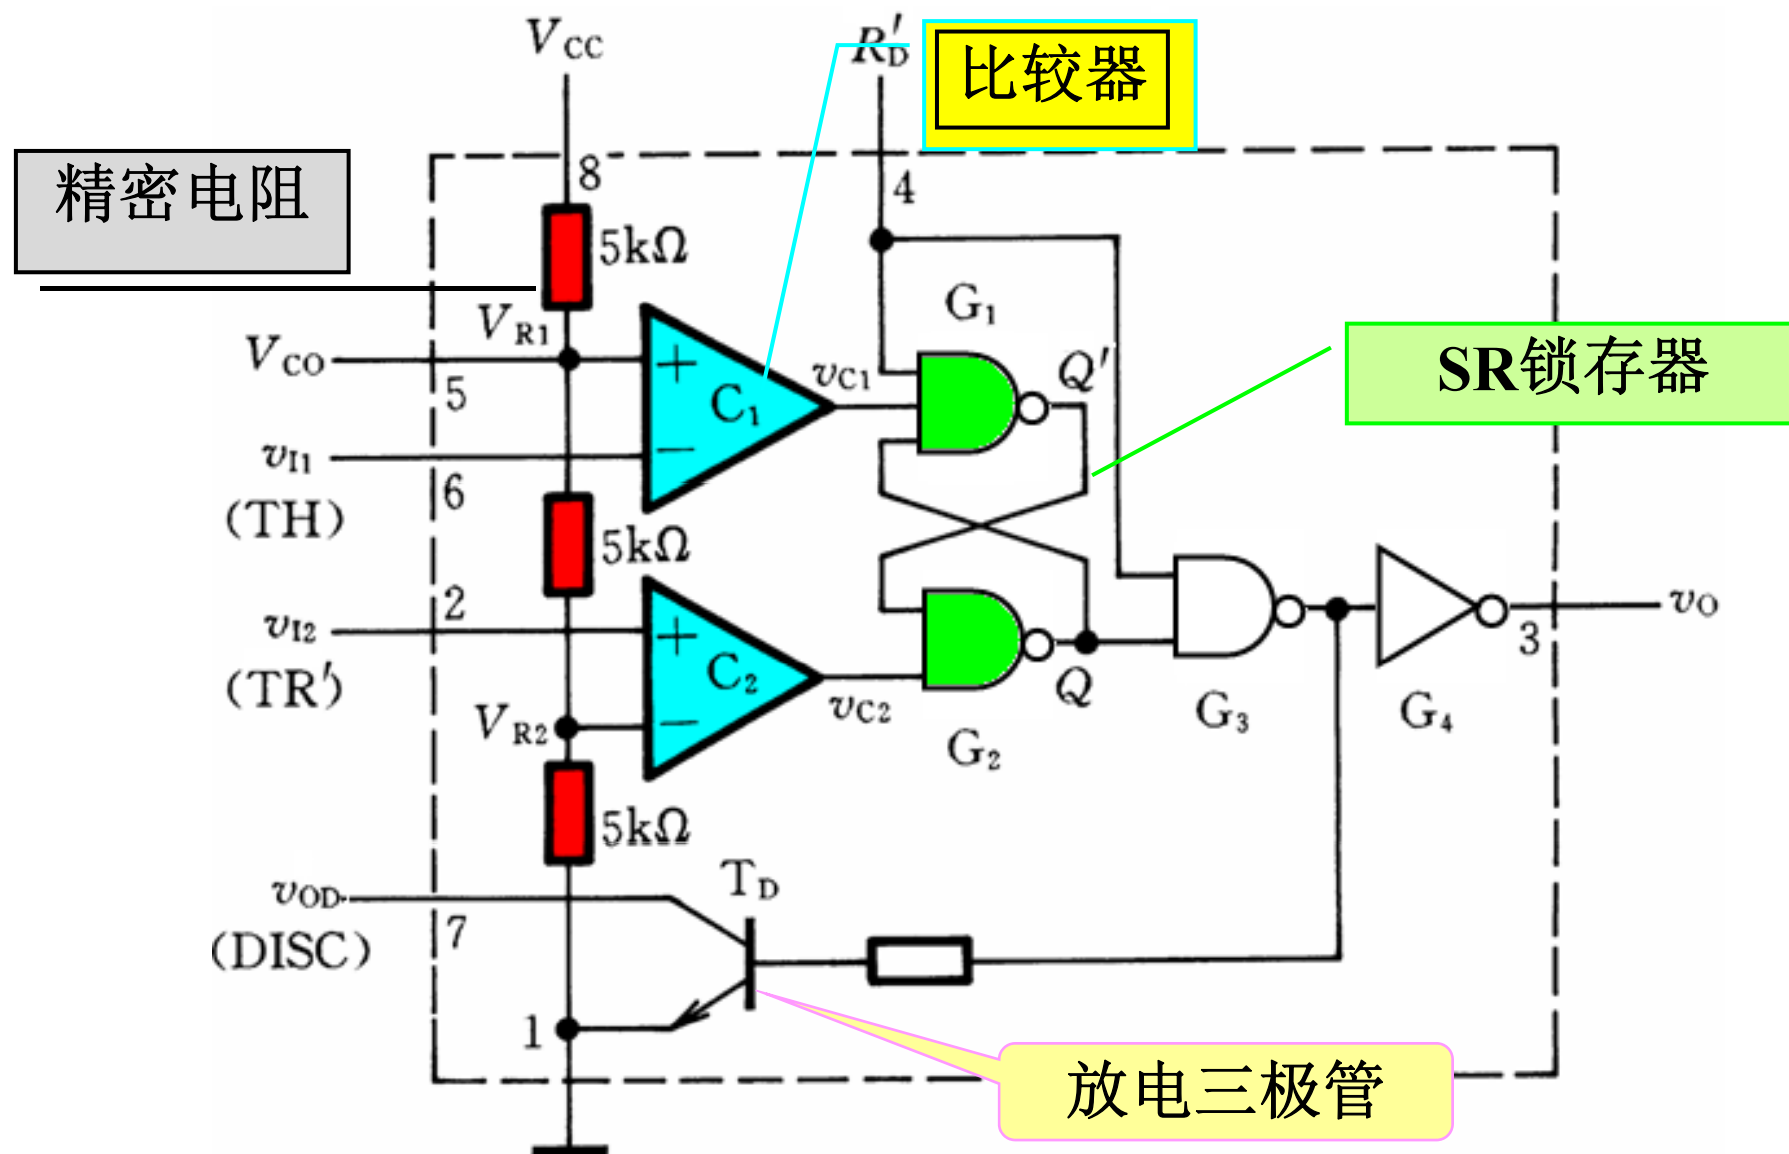 V_CC
R′_D
比较器
精密电阻
8
4
5kΩ
G₁
V_R1
SR锁存器
V_CO
+
C₁
v_C1
Q′
5
v_I1
−
6
(TH)
5kΩ
2
v_I2
+
v_O
3
(TR′)
C₂
Q
v_C2
G₃
G₄
V_R2
−
G₂
5kΩ
T_D
v_OD
7
(DISC)
1
放电三极管